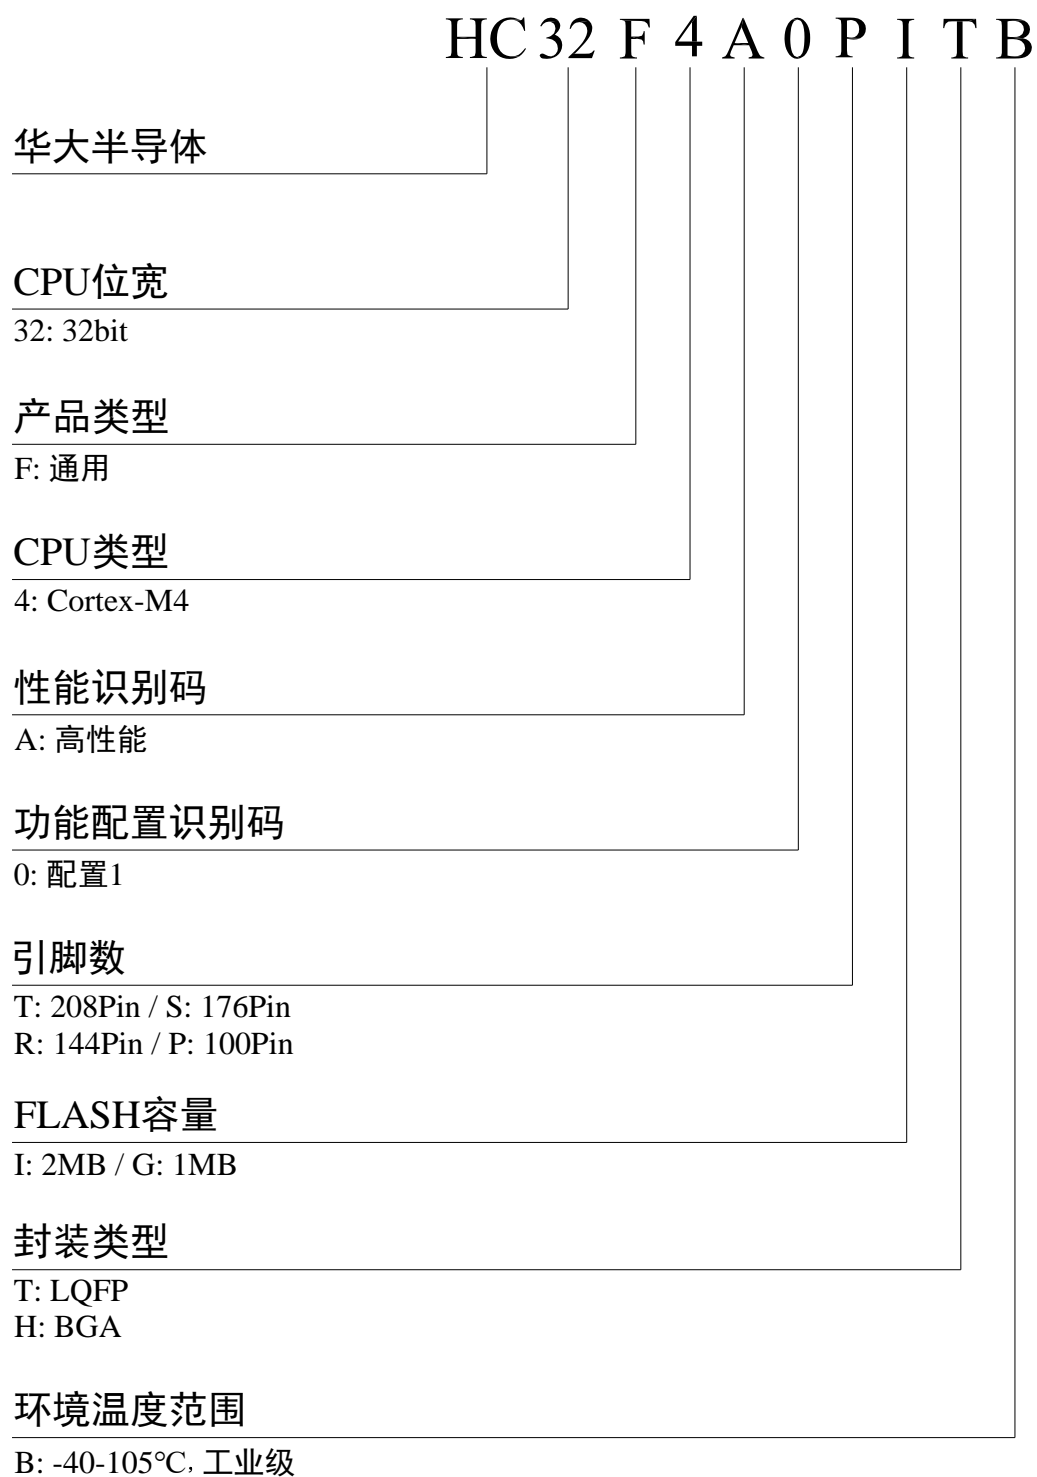 HC32F4A0PITB
华大半导体
CPU位宽
32: 32bit
产品类型
F: 通用
CPU类型
4: Cortex-M4
性能识别码
A: 高性能
功能配置识别码
0: 配置1
引脚数
T: 208Pin / S: 176Pin
R: 144Pin / P: 100Pin
FLASH容量
I: 2MB / G: 1MB
封装类型
T: LQFP
H: BGA
环境温度范围
B: -40-105℃, 工业级